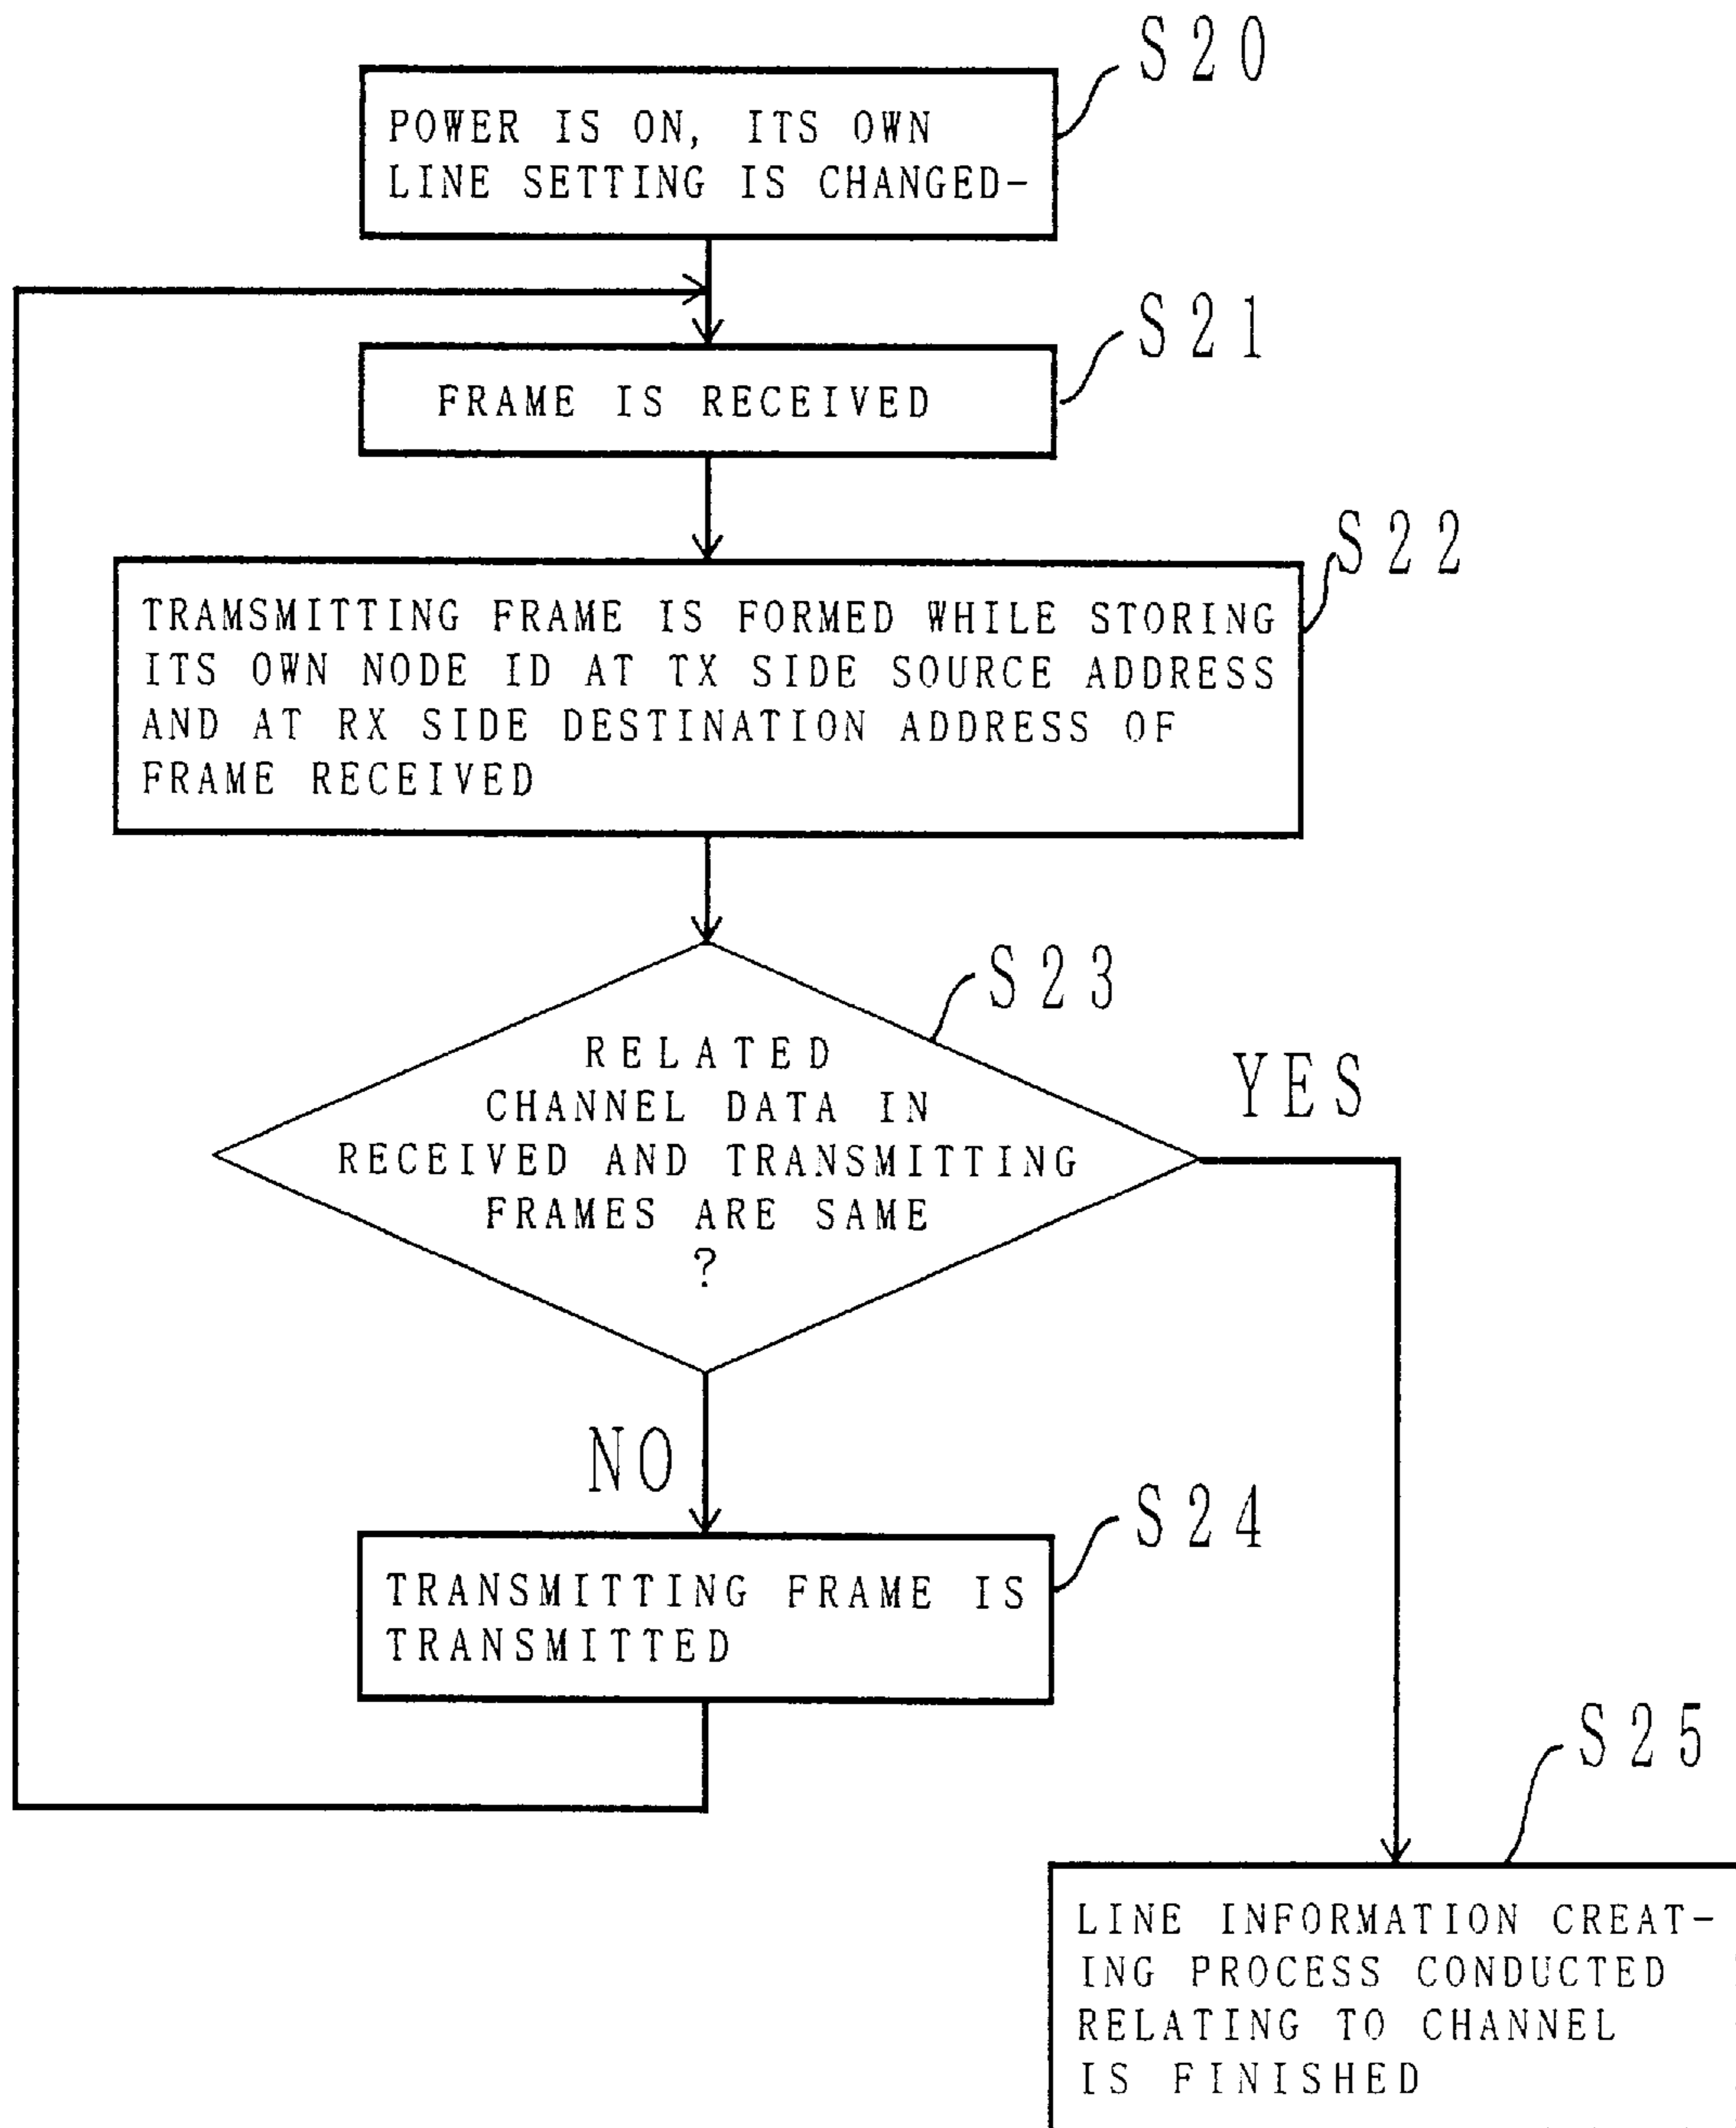 S20
POWER IS ON, ITS OWN
LINE SETTING IS CHANGED-
S21
FRAME IS RECEIVED
S22
TRAMSMITTING FRAME IS FORMED WHILE STORING
ITS OWN NODE ID AT TX SIDE SOURCE ADDRESS
AND AT RX SIDE DESTINATION ADDRESS OF
FRAME RECEIVED
S23
RELATED
CHANNEL DATA IN
RECEIVED AND TRANSMITTING
FRAMES ARE SAME
?
YES
NO
S24
TRANSMITTING FRAME IS
TRANSMITTED
S25
LINE INFORMATION CREAT-
ING PROCESS CONDUCTED
RELATING TO CHANNEL
IS FINISHED